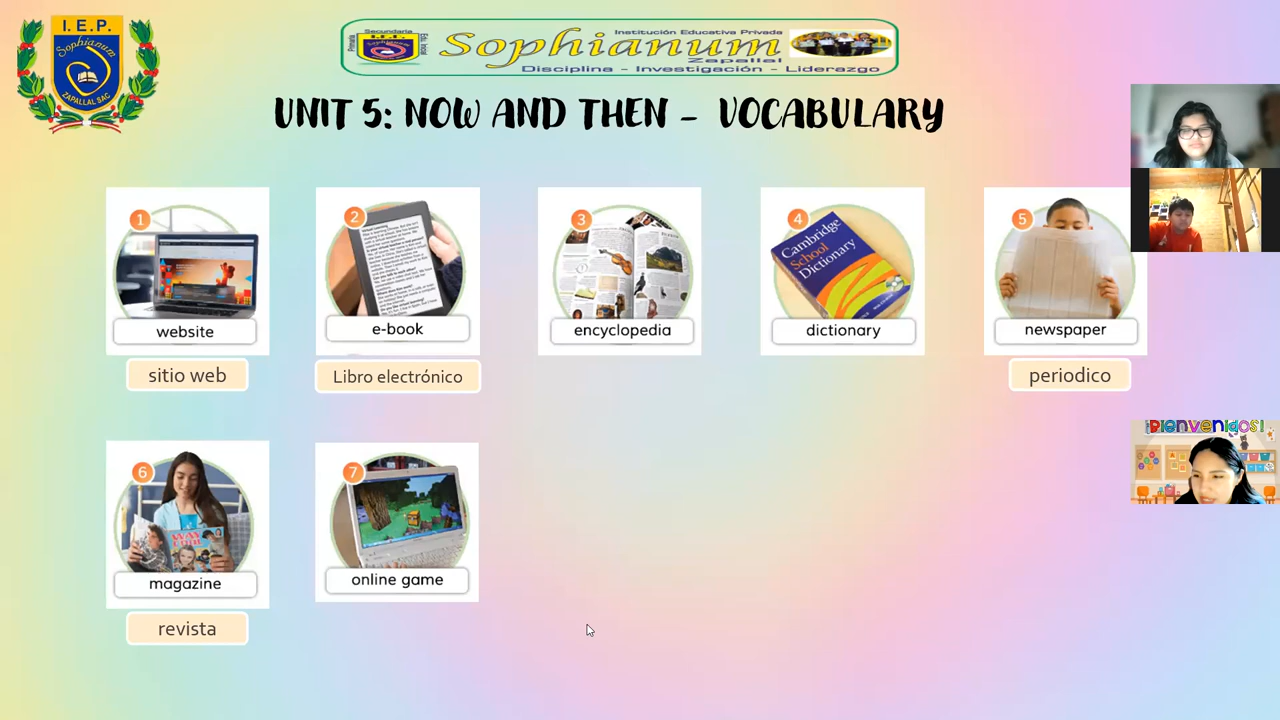 I.E.P.
Sophianum
ZAPALLAL SAC
Secundaria
Primaria
I.E.P.
Institución Educativa Privada
Sophianum
Zapallal
Disciplina - Investigación - Liderazgo
UNIT 5: NOW AND THEN - VOCABULARY
1
website
sitio web
2
e-book
Libro electrónico
3
encyclopedia
4
Cambridge
School
Dictionary
dictionary
5
newspaper
periodico
¡Bienvenidos!
6
magazine
revista
7
online game